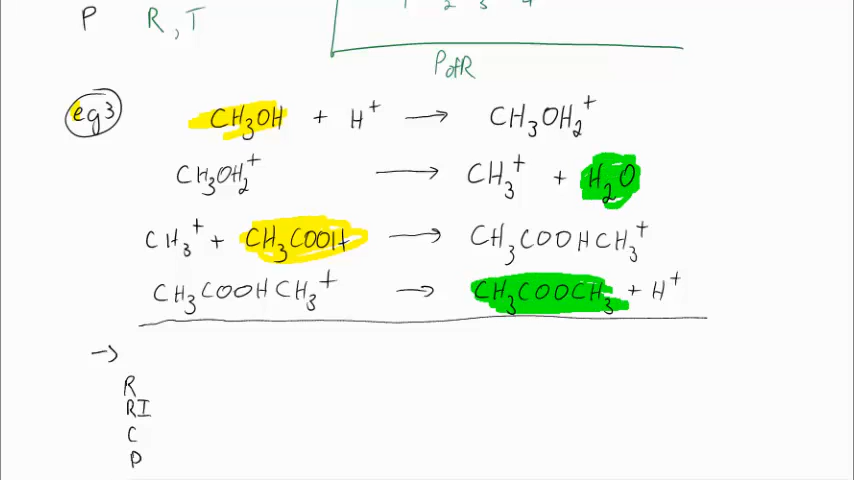 1 2 3 4
P R, T
PofR
eg3 CH₃OH + H⁺ → CH₃OH₂⁺
CH₃OH₂⁺ → CH₃⁺ + H₂O
CH₃⁺ + CH₃COOH → CH₃COOHCH₃⁺
CH₃COOHCH₃⁺ → CH₃COOCH₃ + H⁺
→
R
RI
C
P